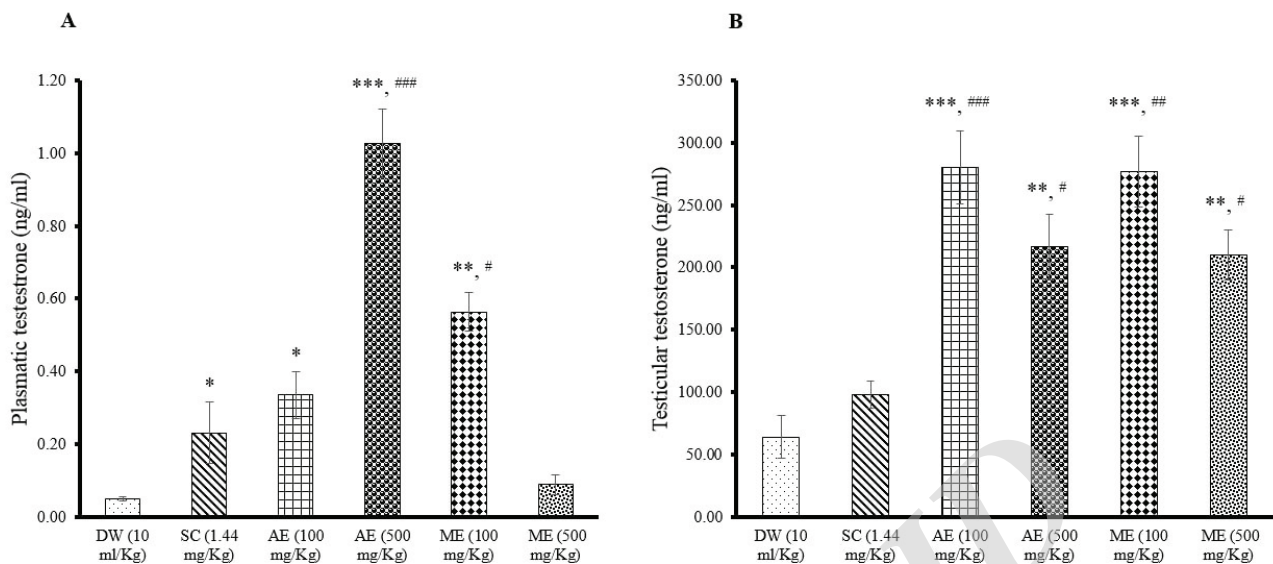 A
Plasmatic testestrone (ng/ml)
1.20
1.00
0.80
0.60
0.40
0.20
0.00
*
*
***, ###
**, #
DW (10 ml/Kg)
SC (1.44 mg/Kg)
AE (100 mg/Kg)
AE (500 mg/Kg)
ME (100 mg/Kg)
ME (500 mg/Kg)
B
Testicular testosterone (ng/ml)
350.00
300.00
250.00
200.00
150.00
100.00
50.00
0.00
***, ###
**, #
***, ##
**, #
DW (10 ml/Kg)
SC (1.44 mg/Kg)
AE (100 mg/Kg)
AE (500 mg/Kg)
ME (100 mg/Kg)
ME (500 mg/Kg)